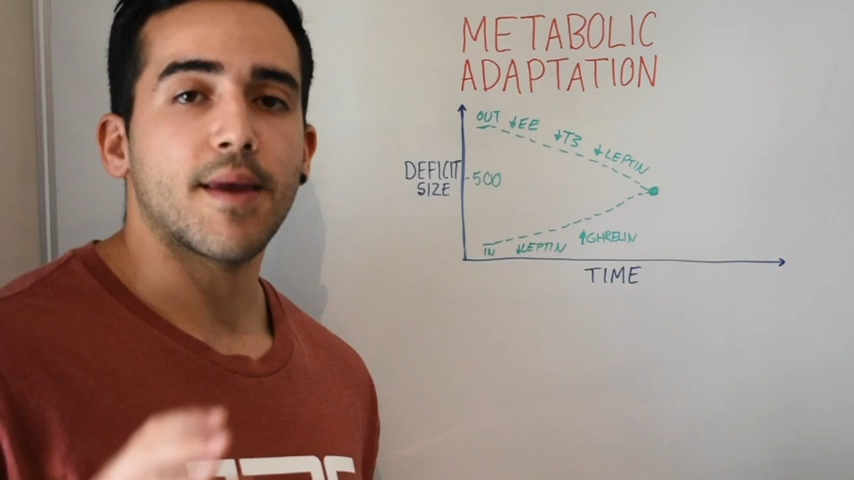 METABOLIC
ADAPTATION
OUT ↓EE ↓T3 ↓LEPTIN
DEFICIT
SIZE
500
IN ↓LEPTIN ↑GHRELIN
TIME